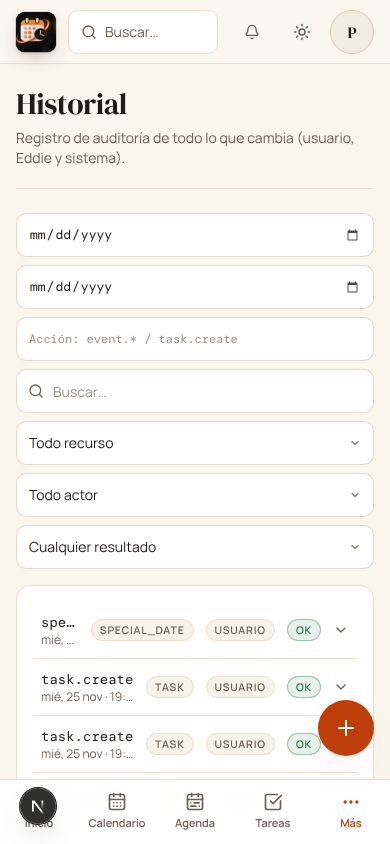 Buscar...
P
Historial
Registro de auditoría de todo lo que cambia (usuario,
Eddie y sistema).
mm/dd/yyyy
mm/dd/yyyy
Acción: event.* / task.create
Buscar...
Todo recurso
Todo actor
Cualquier resultado
spe…
mié, …
SPECIAL_DATE
USUARIO
OK
task.create
mié, 25 nov · 19:…
TASK
USUARIO
OK
task.create
mié, 25 nov · 19:…
TASK
USUARIO
OK
N
Inicio
Calendario
Agenda
Tareas
Más